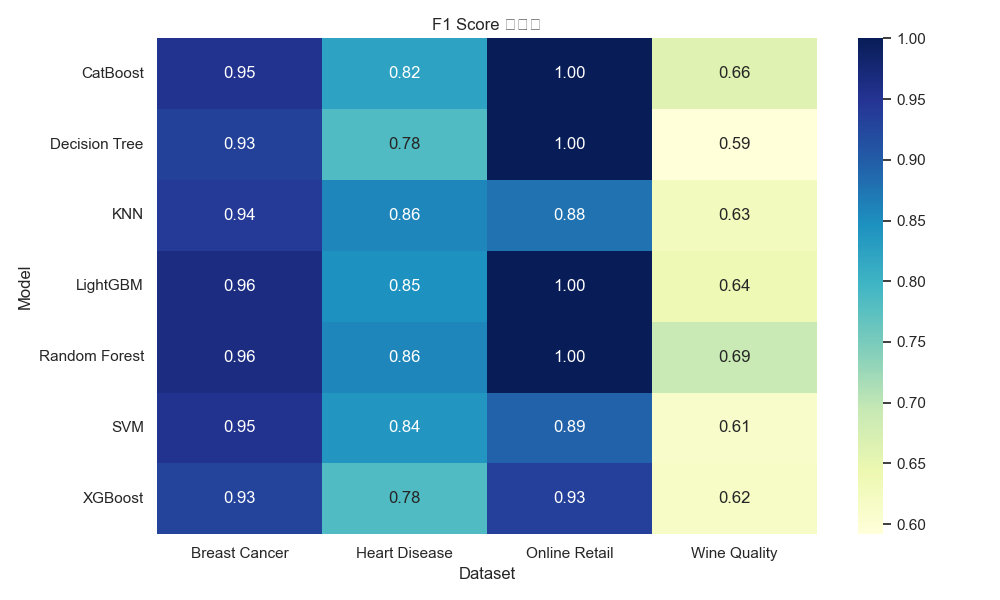 F1 Score
1.00
CatBoost 0.95 0.82 1.00 0.66
0.95
Decision Tree 0.93 0.78 1.00 0.59
0.90
KNN 0.94 0.86 0.88 0.63
0.85
Model
LightGBM 0.96 0.85 1.00 0.64
0.80
0.75
Random Forest 0.96 0.86 1.00 0.69
0.70
SVM 0.95 0.84 0.89 0.61
0.65
XGBoost 0.93 0.78 0.93 0.62
0.60
Breast Cancer Heart Disease Online Retail Wine Quality
Dataset